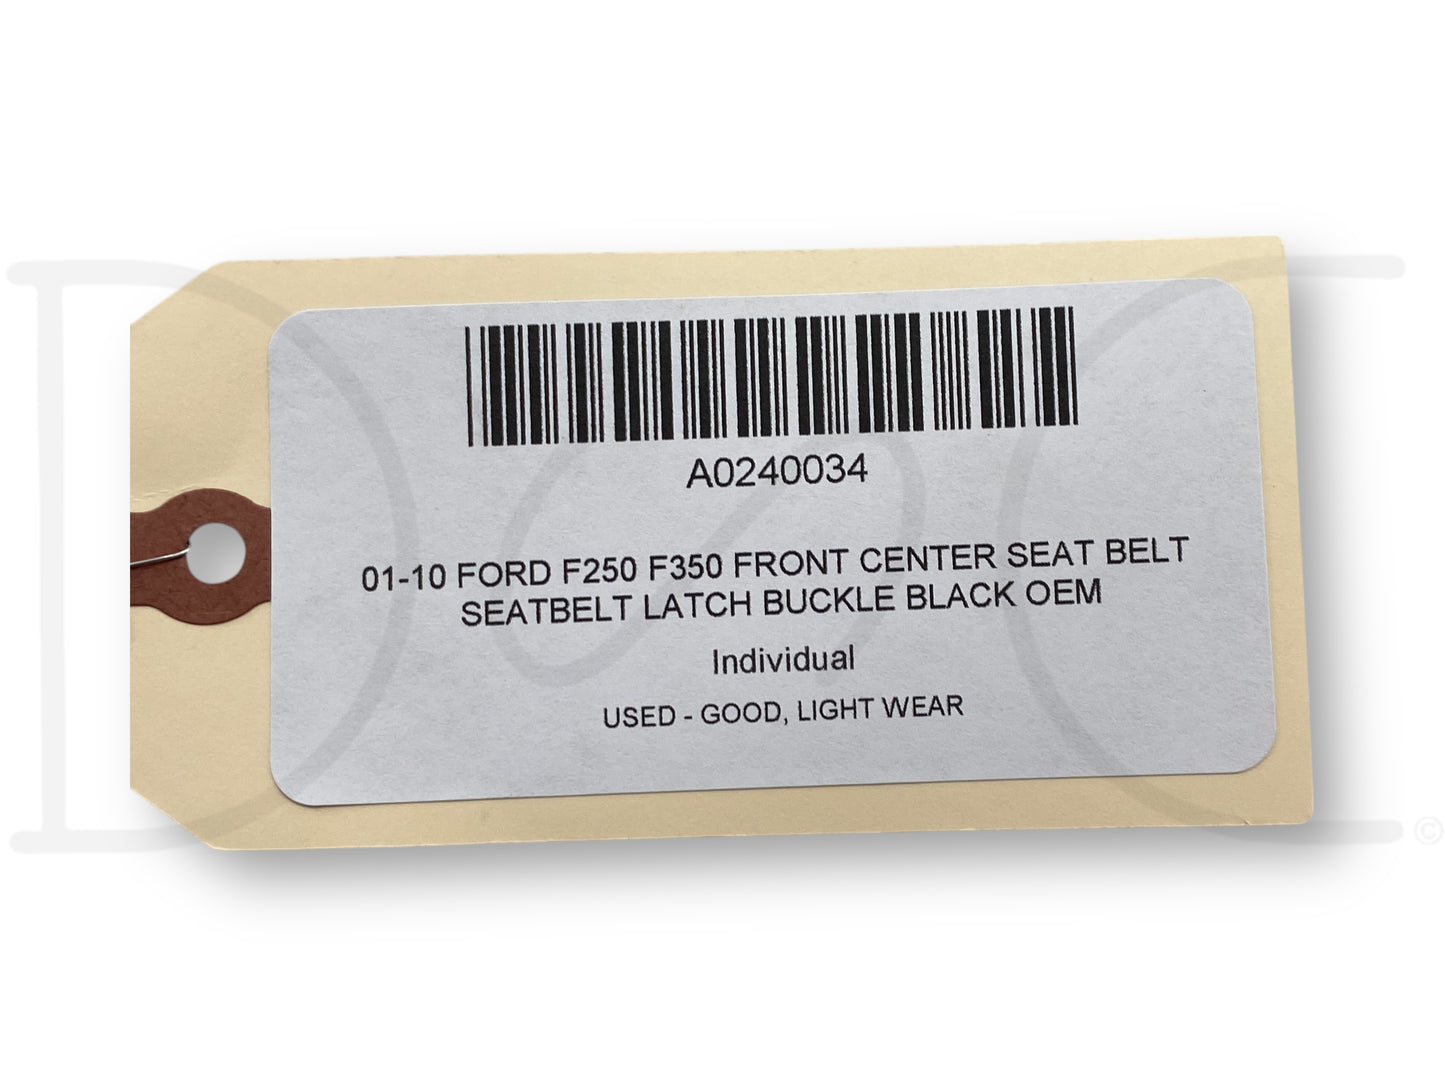 A0240034
01-10 FORD F250 F350 FRONT CENTER SEAT BELT
SEATBELT LATCH BUCKLE BLACK OEM
Individual
USED - GOOD, LIGHT WEAR
©